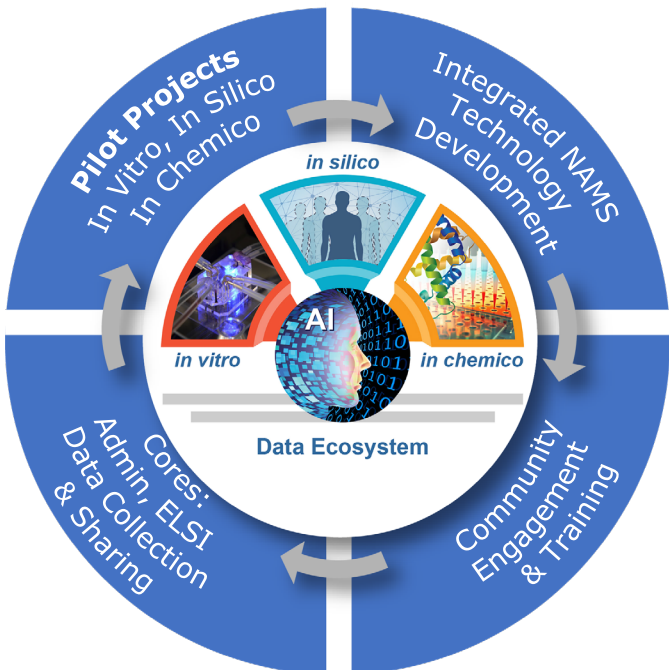 Pilot Projects
In Vitro, In Silico
In Chemico
Integrated NAMS
Technology
Development
in silico
AI
in vitro
in chemico
Data Ecosystem
Cores:
Admin, ELSI
Data Collection
& Sharing
Community
Engagement
& Training